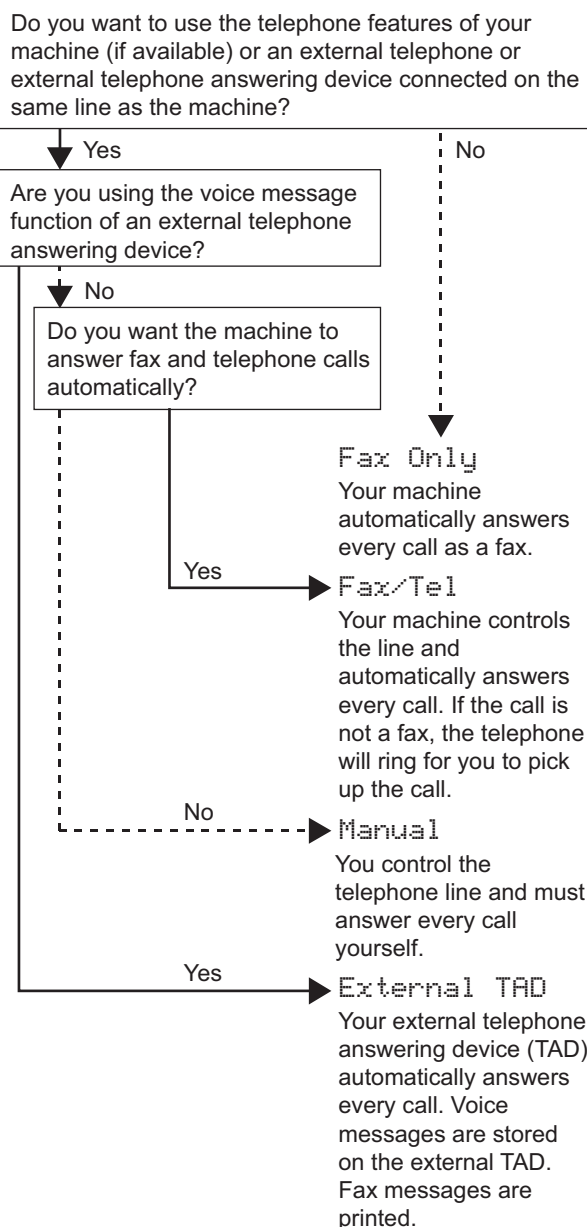 Do you want to use the telephone features of your
machine (if available) or an external telephone or
external telephone answering device connected on the
same line as the machine?
Yes
No
Are you using the voice message
function of an external telephone
answering device?
No
Do you want the machine to
answer fax and telephone calls
automatically?
Fax Only
Your machine
automatically answers
every call as a fax.
Yes
Fax/Tel
Your machine controls
the line and
automatically answers
every call. If the call is
not a fax, the telephone
will ring for you to pick
up the call.
No
Manual
You control the
telephone line and must
answer every call
yourself.
Yes
External TAD
Your external telephone
answering device (TAD)
automatically answers
every call. Voice
messages are stored
on the external TAD.
Fax messages are
printed.